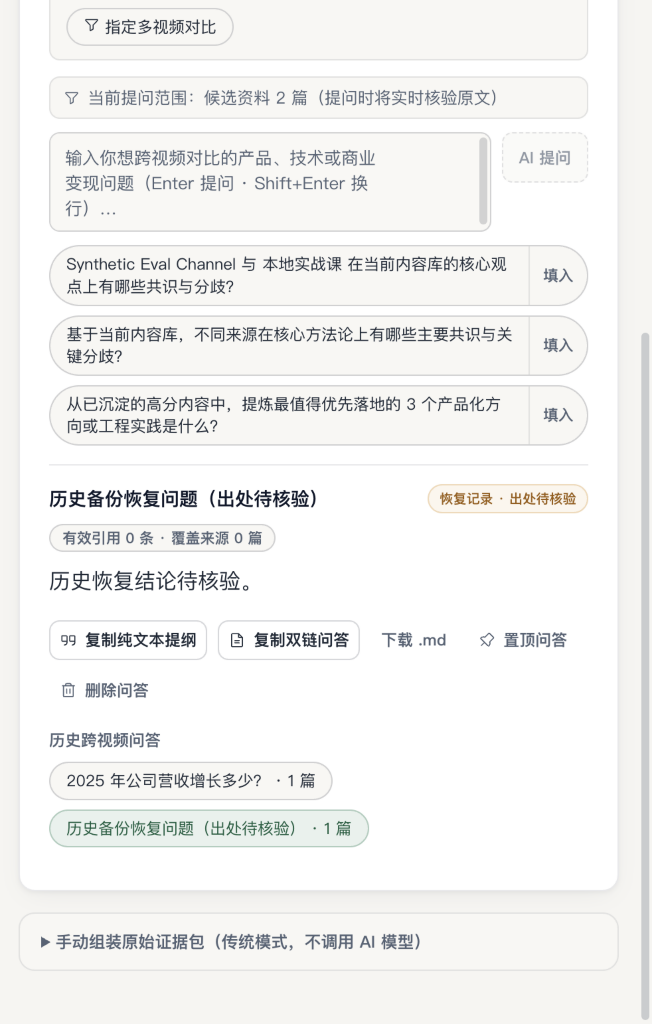 指定多视频对比
当前提问范围：候选资料 2 篇（提问时将实时核验原文）
输入你想跨视频对比的产品、技术或商业
变现问题（Enter 提问 · Shift+Enter 换
行）…
AI 提问
Synthetic Eval Channel 与 本地实战课 在当前内容库的核心观
点上有哪些共识与分歧?
填入
基于当前内容库，不同来源在核心方法论上有哪些主要共识与关
键分歧?
填入
从已沉淀的高分内容中，提炼最值得优先落地的 3 个产品化方
向或工程实践是什么?
填入
历史备份恢复问题（出处待核验）
恢复记录 · 出处待核验
有效引用 0 条 · 覆盖来源 0 篇
历史恢复结论待核验。
复制纯文本提纲
复制双链问答
下载 .md
置顶问答
删除问答
历史跨视频问答
2025 年公司营收增长多少？ · 1 篇
历史备份恢复问题（出处待核验） · 1 篇
▶ 手动组装原始证据包（传统模式，不调用 AI 模型）